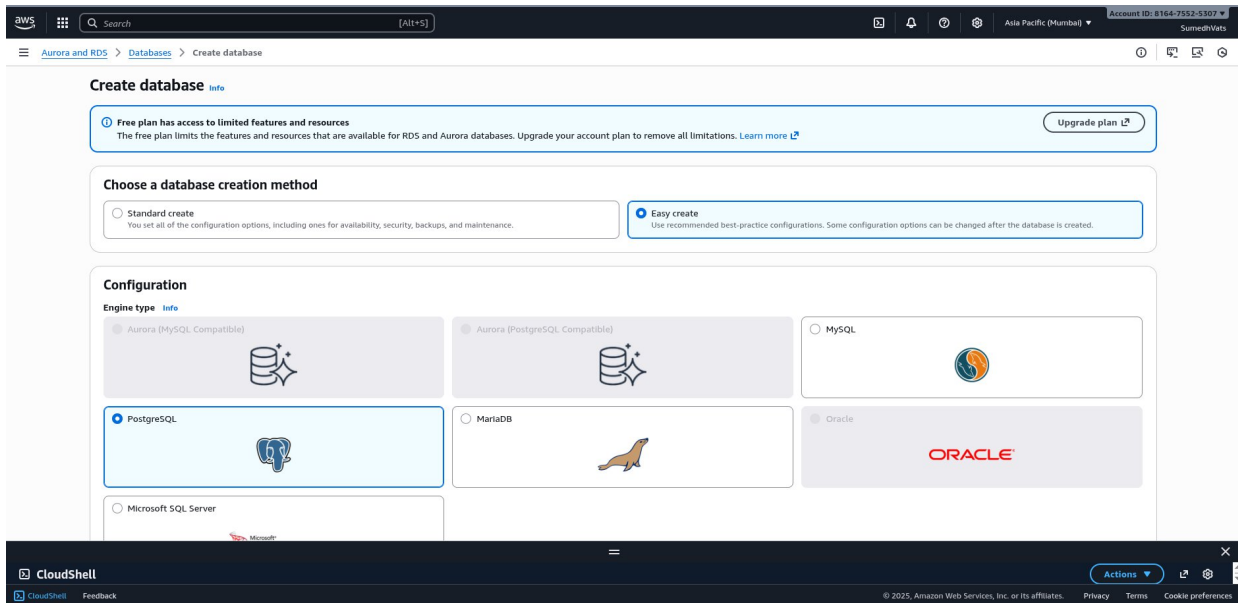 aws
Search [Alt+S]
Asia Pacific (Mumbai)
Account ID: 8164-7552-5307
SumedhVats
Aurora and RDS > Databases > Create database
Create database Info
Free plan has access to limited features and resources
The free plan limits the features and resources that are available for RDS and Aurora databases. Upgrade your account plan to remove all limitations. Learn more
Upgrade plan
Choose a database creation method
Standard create
You set all of the configuration options, including ones for availability, security, backups, and maintenance.
Easy create
Use recommended best-practice configurations. Some configuration options can be changed after the database is created.
Configuration
Engine type Info
Aurora (MySQL Compatible)
Aurora (PostgreSQL Compatible)
MySQL
PostgreSQL
MariaDB
Oracle
ORACLE
Microsoft SQL Server
Microsoft
CloudShell
Actions
CloudShell Feedback
© 2025, Amazon Web Services, Inc. or its affiliates. Privacy Terms Cookie preferences